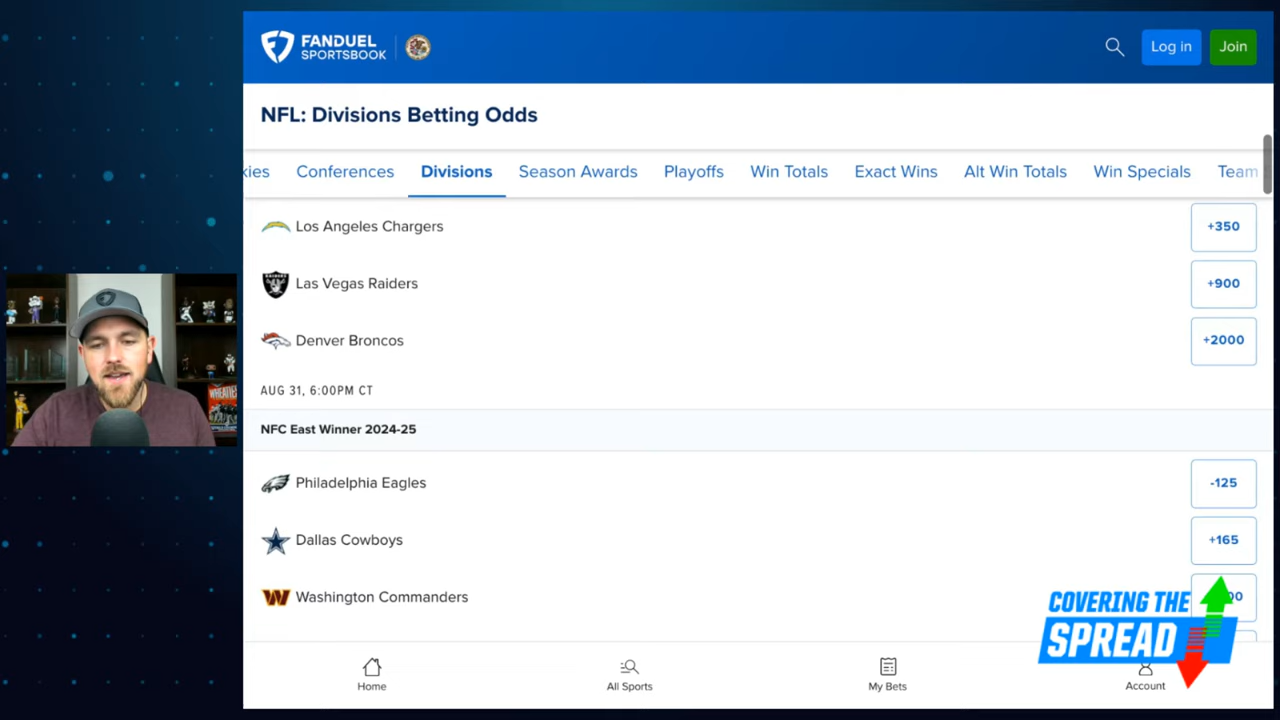 FANDUEL
SPORTSBOOK
Log in
Join
NFL: Divisions Betting Odds
Conferences
Divisions
Season Awards
Playoffs
Win Totals
Exact Wins
Alt Win Totals
Win Specials
Team
Los Angeles Chargers
+350
RAIDERS
Las Vegas Raiders
+900
Denver Broncos
+2000
AUG 31, 6:00PM CT
WHEATIES
NFC East Winner 2024-25
Philadelphia Eagles
-125
Dallas Cowboys
+165
Washington Commanders
COVERING THE
SPREAD
Home
All Sports
My Bets
Account